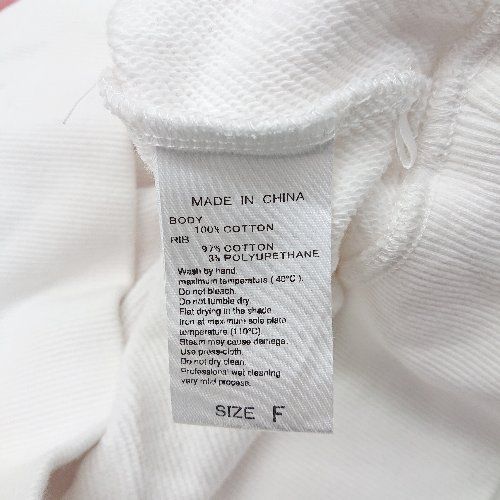 MADE IN CHINA
BODY
100% COTTON
RIB
97% COTTON
3% POLYURETHANE
Wash by hand,
maximum temperature ( 40°C ).
Do not bleach.
Do not tumble dry.
Flat drying in the shade.
Iron at maximum sole plate
temperature (110°C).
Steam may cause damage.
Use press-cloth.
Do not dry clean.
Professional wet cleaning
very mild process.
SIZE F